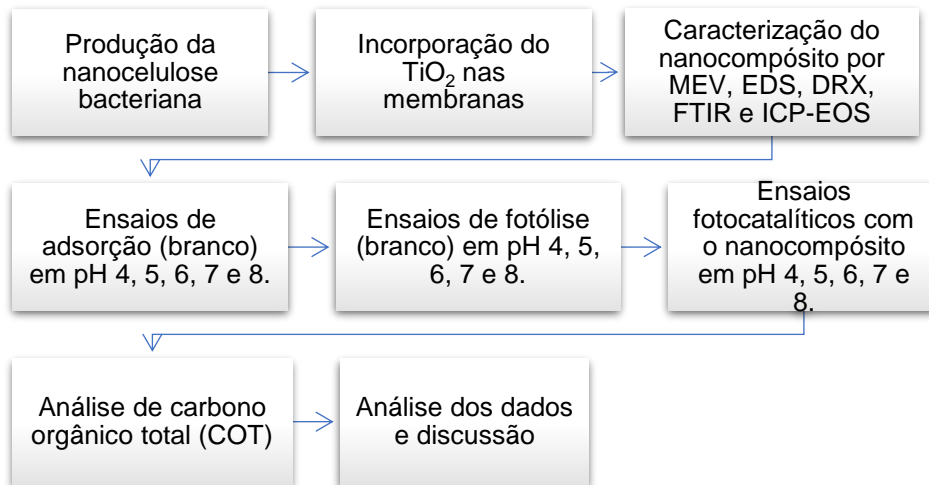 Produção da
nanocelulose
bacteriana
Incorporação do
TiO₂ nas
membranas
Caracterização do
nanocompósito por
MEV, EDS, DRX,
FTIR e ICP-EOS
Ensaios de
adsorção (branco)
em pH 4, 5, 6, 7 e 8.
Ensaios de fotólise
(branco) em pH 4, 5,
6, 7 e 8.
Ensaios
fotocatalíticos com
o nanocompósito
em pH 4, 5, 6, 7 e
8.
Análise de carbono
orgânico total (COT)
Análise dos dados
e discussão